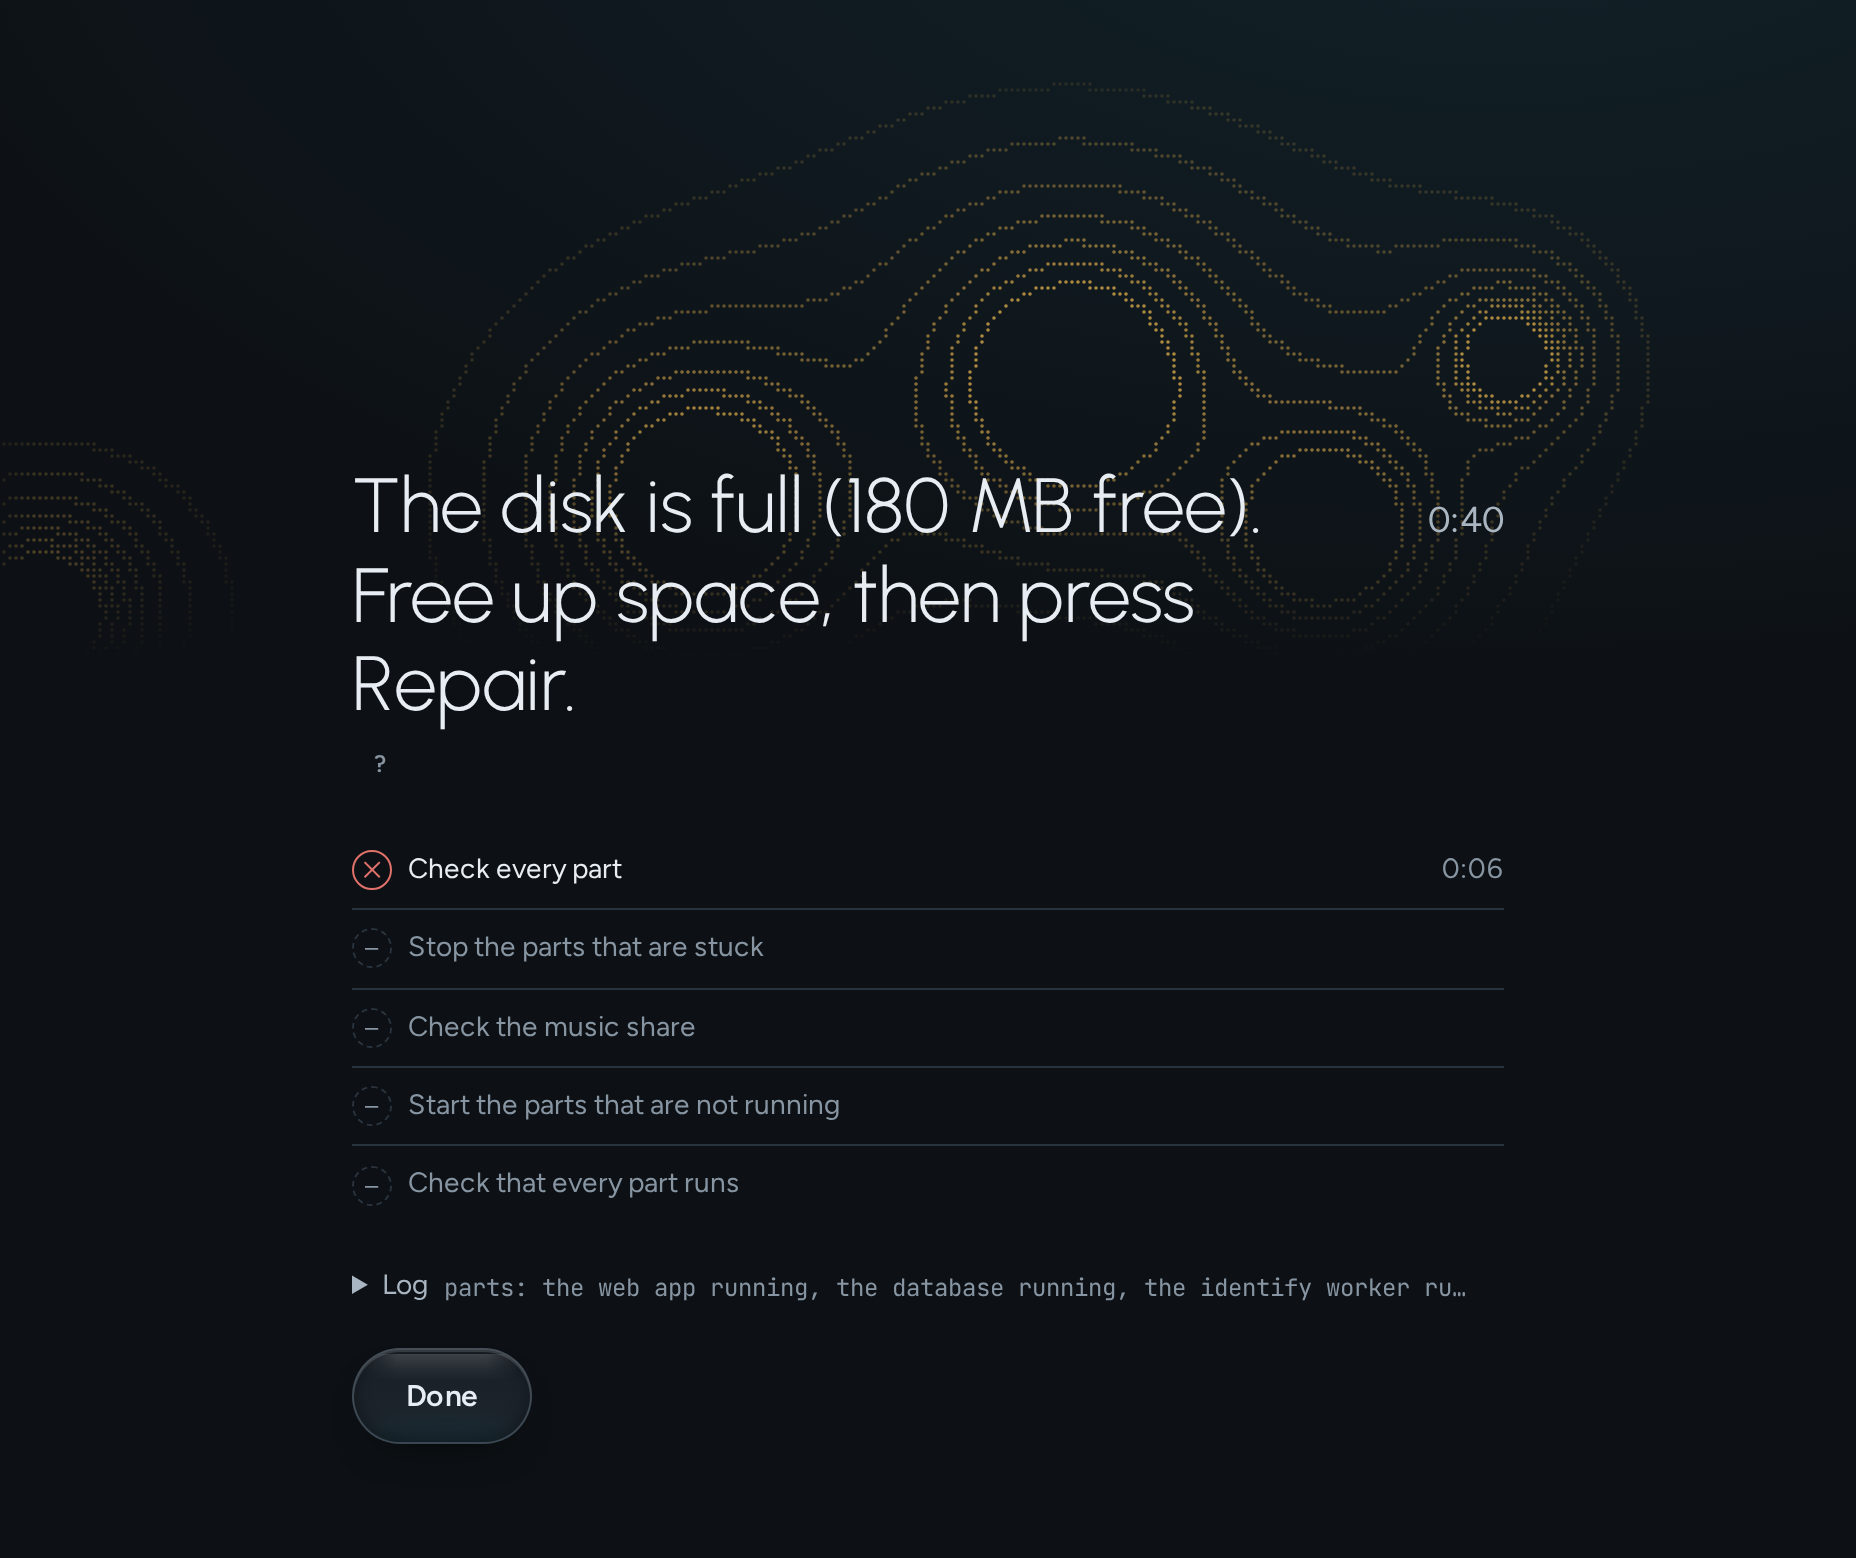 The disk is full (180 MB free).
0:40
Free up space, then press
Repair.
?
Check every part
0:06
Stop the parts that are stuck
Check the music share
Start the parts that are not running
Check that every part runs
Log parts: the web app running, the database running, the identify worker ru…
Done